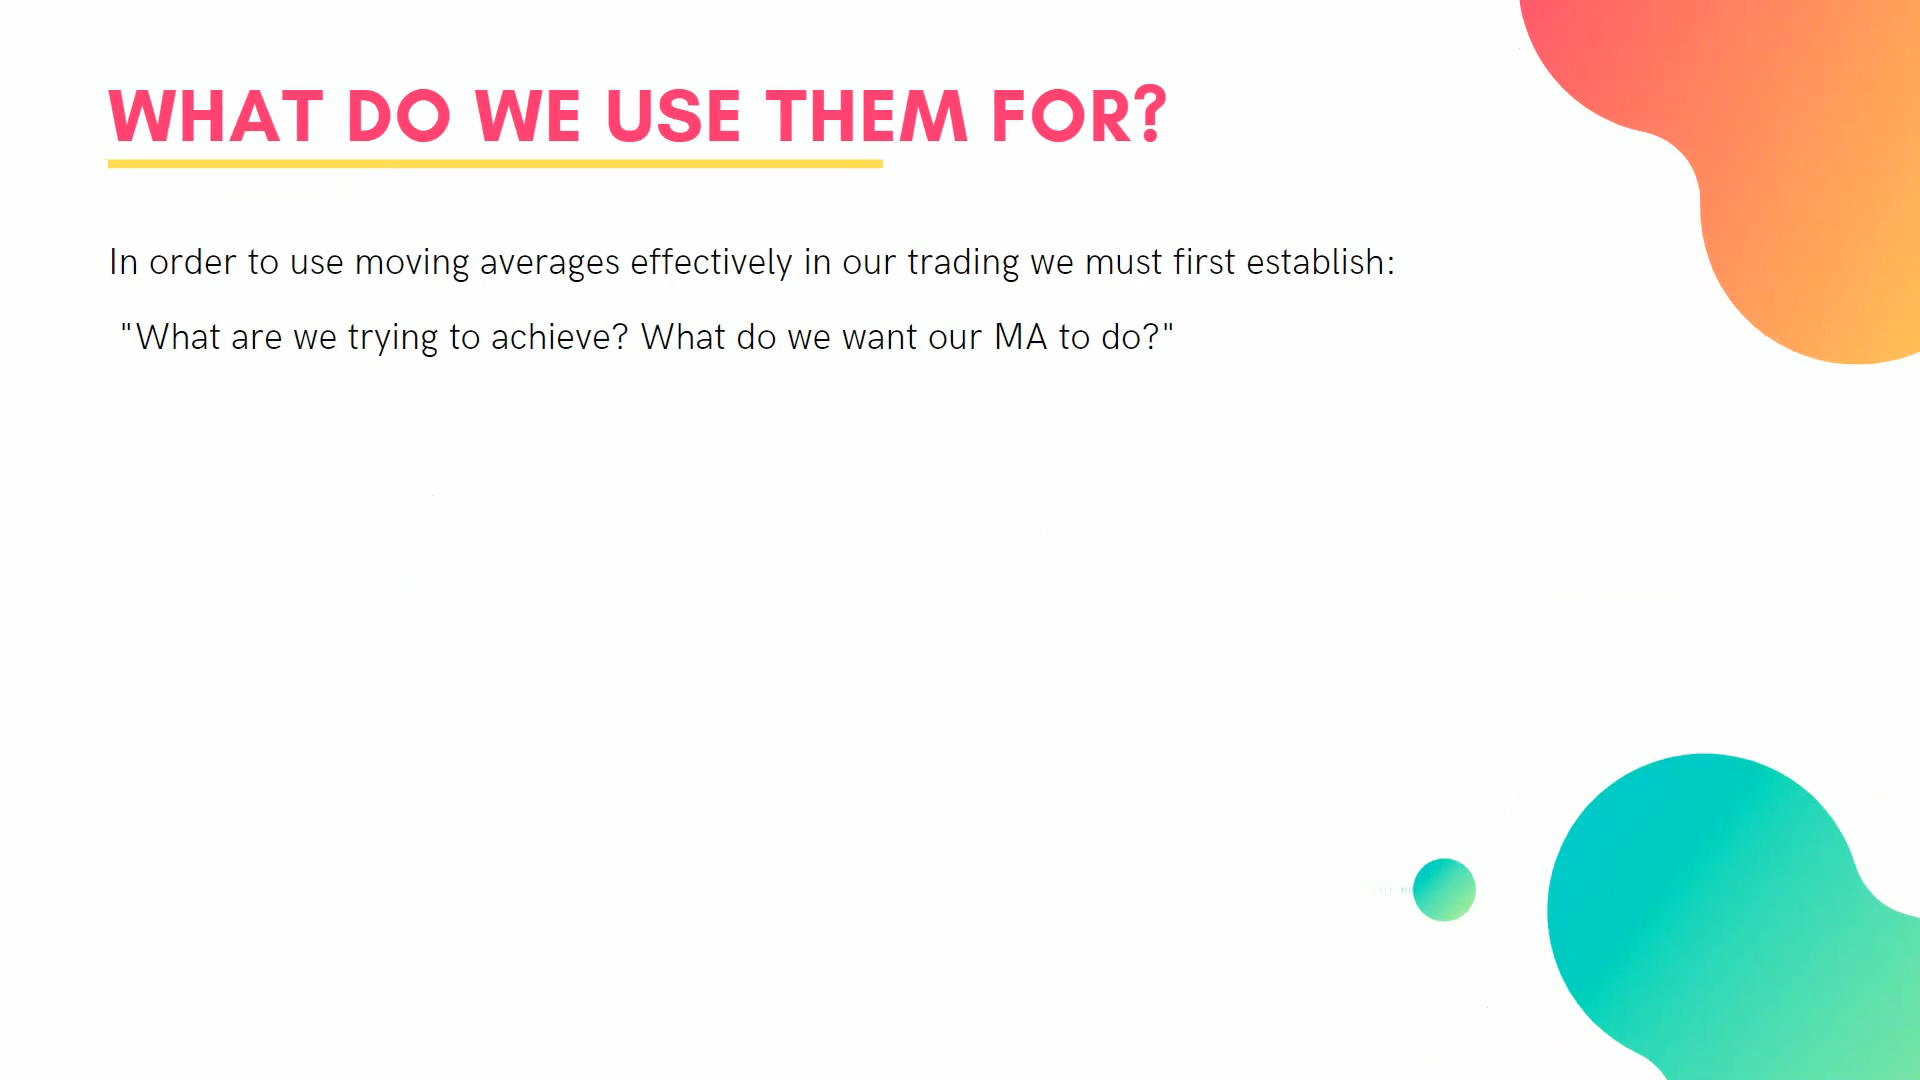 WHAT DO WE USE THEM FOR?
In order to use moving averages effectively in our trading we must first establish:
"What are we trying to achieve? What do we want our MA to do?"